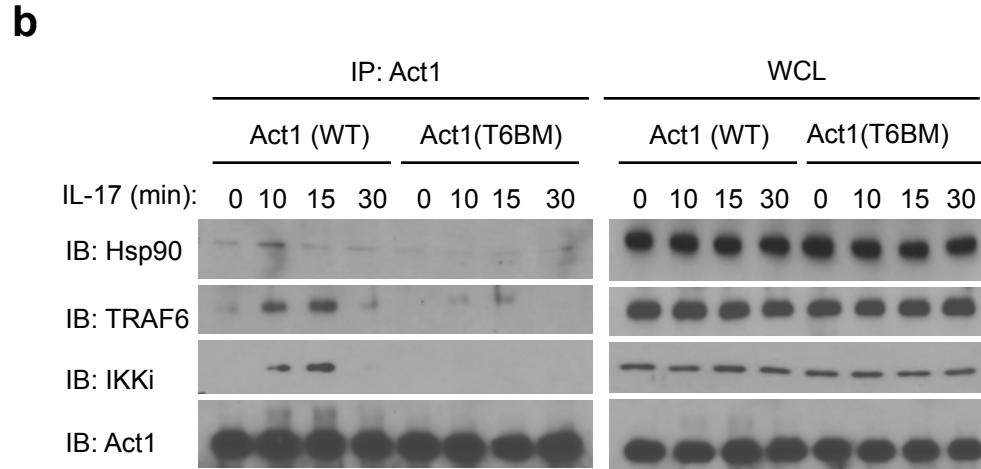 b
IP: Act1 WCL
Act1 (WT) Act1(T6BM) Act1 (WT) Act1(T6BM)
IL-17 (min): 0 10 15 30 0 10 15 30 0 10 15 30 0 10 15 30
IB: Hsp90
IB: TRAF6
IB: IKKi
IB: Act1